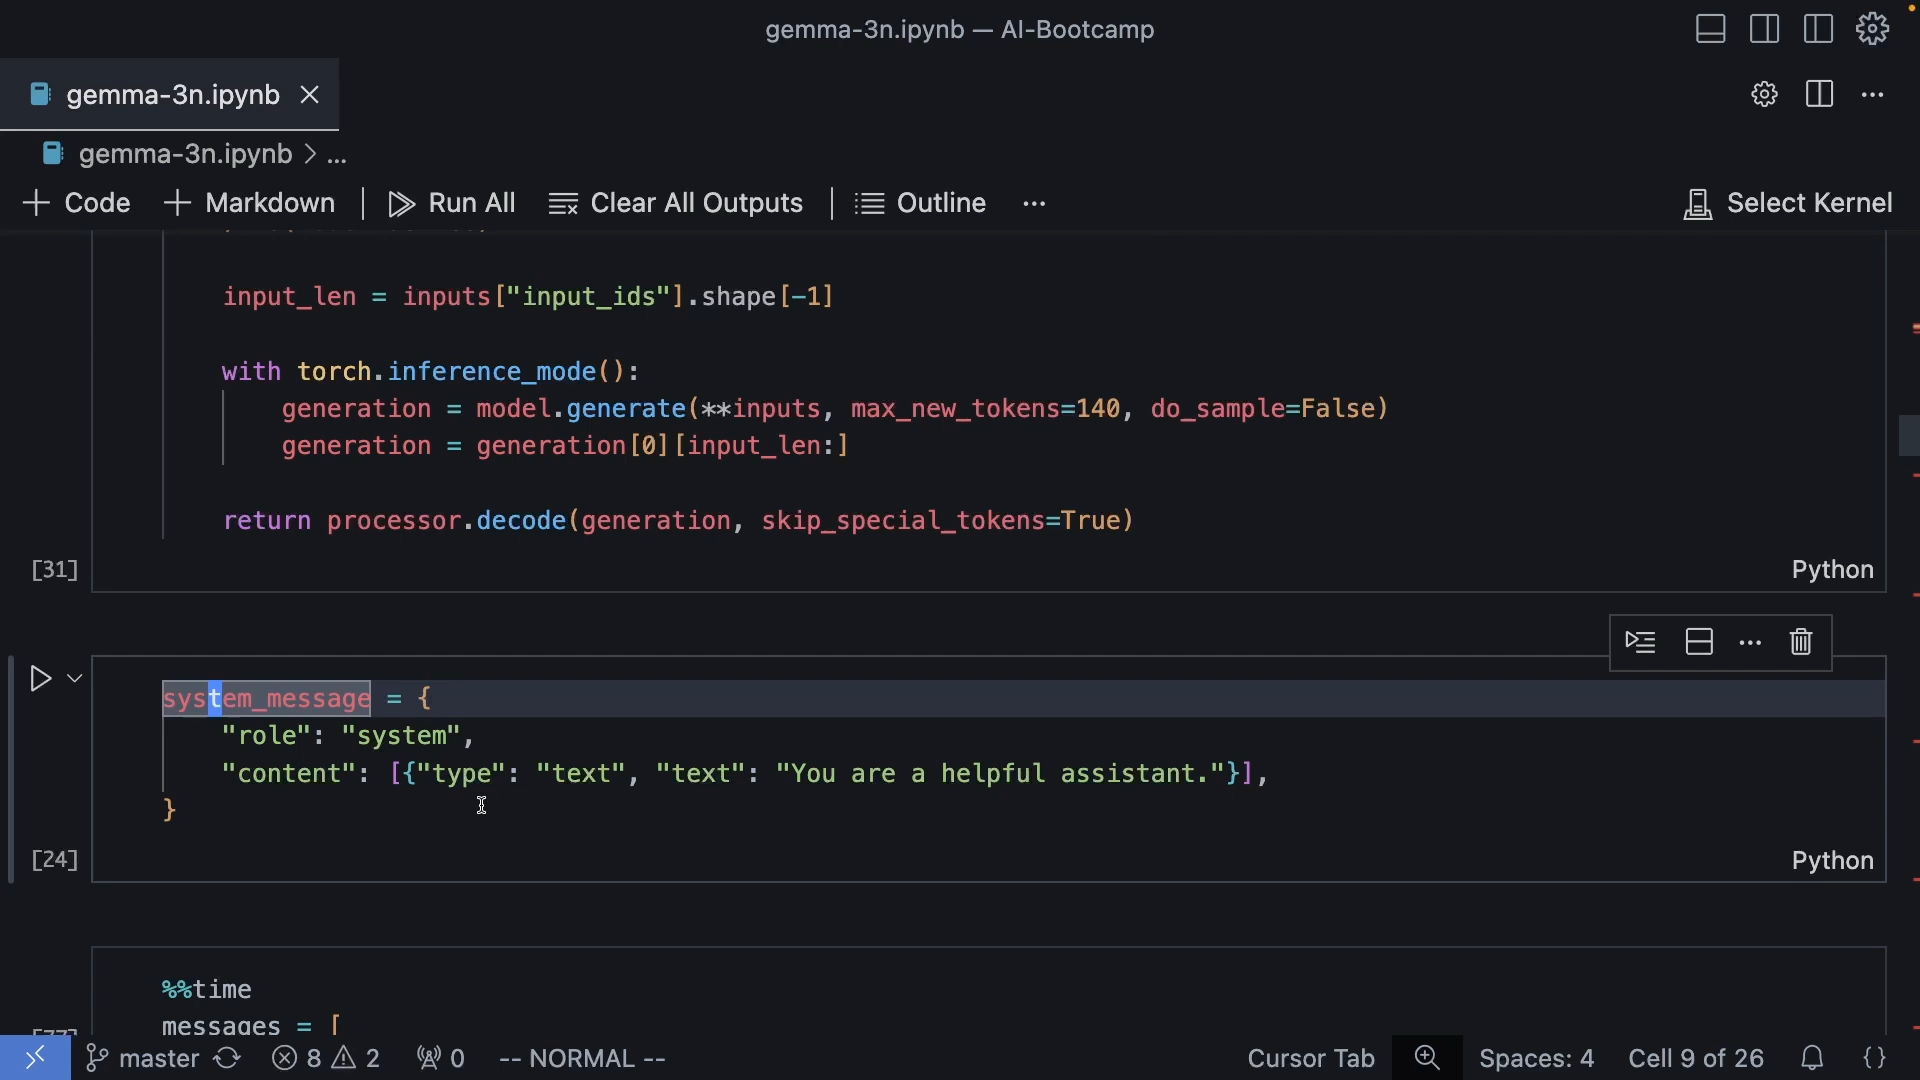 gemma-3n.ipynb — AI-Bootcamp
gemma-3n.ipynb
gemma-3n.ipynb > ...
Code
Markdown
Run All
Clear All Outputs
Outline
...
Select Kernel
input_len = inputs["input_ids"].shape[-1]
with torch.inference_mode():
generation = model.generate(**inputs, max_new_tokens=140, do_sample=False)
generation = generation[0][input_len:]
return processor.decode(generation, skip_special_tokens=True)
[31]
Python
system_message = {
"role": "system",
"content": [{"type": "text", "text": "You are a helpful assistant."}],
}
[24]
Python
%%time
messages = [
master
8
2
0
-- NORMAL --
Cursor Tab
Spaces: 4
Cell 9 of 26
{}